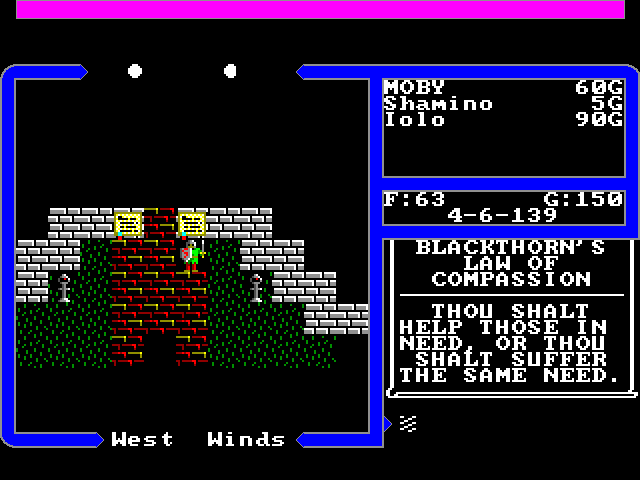 MOBY 60G
Shamino 5G
Iolo 90G
F:63 G:150
4-6-139
BLACKTHORN'S
LAW OF
COMPASSION
THOU SHALT
HELP THOSE IN
NEED, OR THOU
SHALT SUFFER
THE SAME NEED.
West Winds